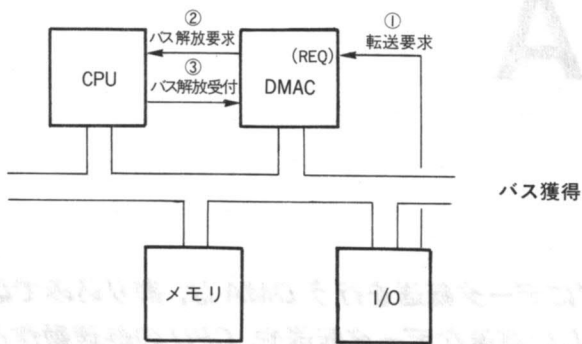 ②
バス解放要求
①
転送要求
(REQ)
③
バス解放受付
CPU
DMAC
バス獲得
メモリ
I/O